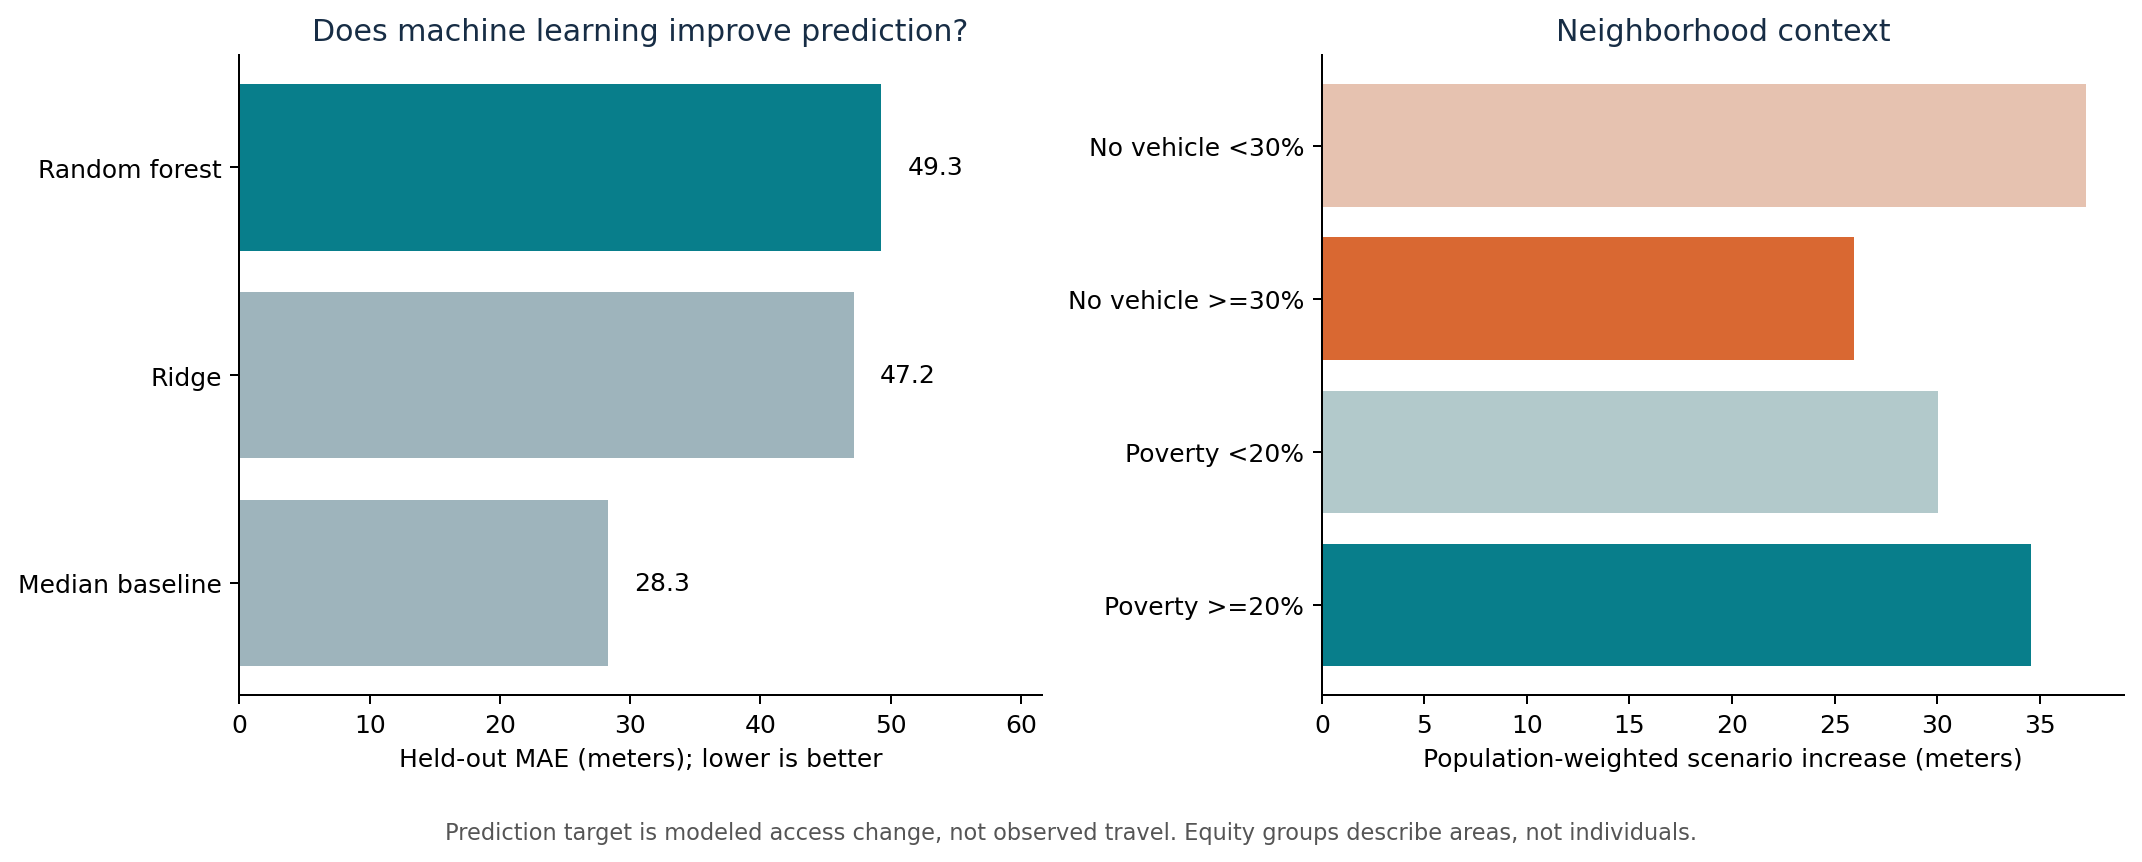 Does machine learning improve prediction?
Random forest
49.3
Ridge
47.2
Median baseline
28.3
0 10 20 30 40 50 60
Held-out MAE (meters); lower is better
Neighborhood context
No vehicle <30%
No vehicle >=30%
Poverty <20%
Poverty >=20%
0 5 10 15 20 25 30 35
Population-weighted scenario increase (meters)
Prediction target is modeled access change, not observed travel. Equity groups describe areas, not individuals.